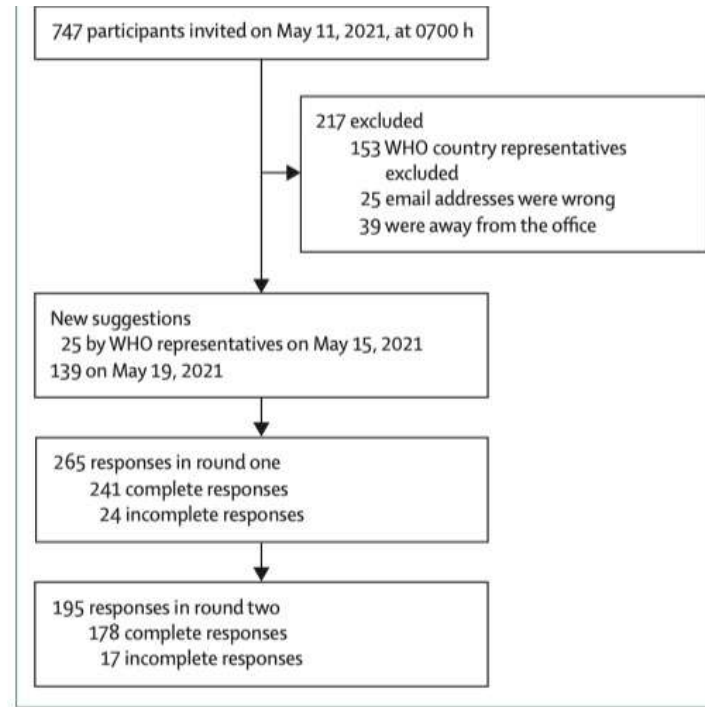 747 participants invited on May 11, 2021, at 0700 h
217 excluded
153 WHO country representatives
excluded
25 email addresses were wrong
39 were away from the office
New suggestions
25 by WHO representatives on May 15, 2021
139 on May 19, 2021
265 responses in round one
241 complete responses
24 incomplete responses
195 responses in round two
178 complete responses
17 incomplete responses